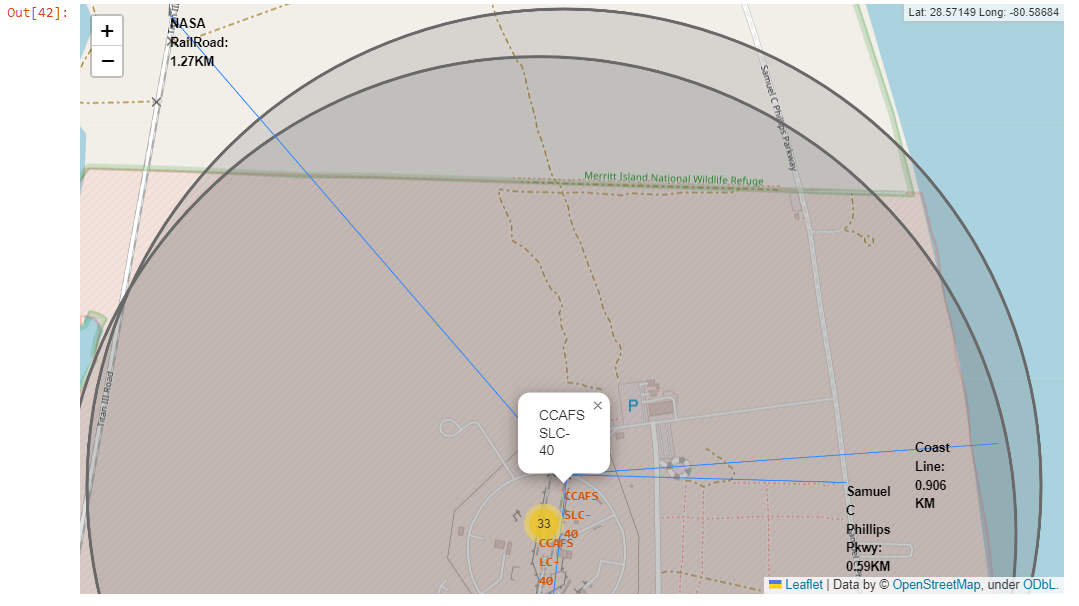 Out[42]:
+
−
NASA
RailRoad:
1.27KM
Lat: 28.57149 Long: -80.58684
Samuel C Phillips Parkway
Merritt Island National Wildlife Refuge
Titan III Road
P
×
CCAFS
SLC-
40
CCAFS
SLC-
40
33
CCAFS
LC-
40
Coast
Line:
0.906
KM
Samuel
C
Phillips
Pkwy:
0.59KM
Leaflet | Data by © OpenStreetMap, under ODbL.